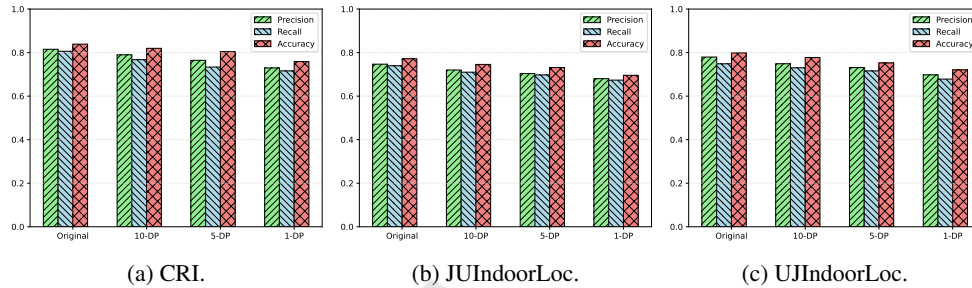 1.0
0.8
0.6
0.4
0.2
0.0
Original
10-DP
5-DP
1-DP
Precision
Recall
Accuracy
(a) CRI.
1.0
0.8
0.6
0.4
0.2
0.0
Original
10-DP
5-DP
1-DP
Precision
Recall
Accuracy
(b) JUIndoorLoc.
1.0
0.8
0.6
0.4
0.2
0.0
Original
10-DP
5-DP
1-DP
Precision
Recall
Accuracy
(c) UJIndoorLoc.